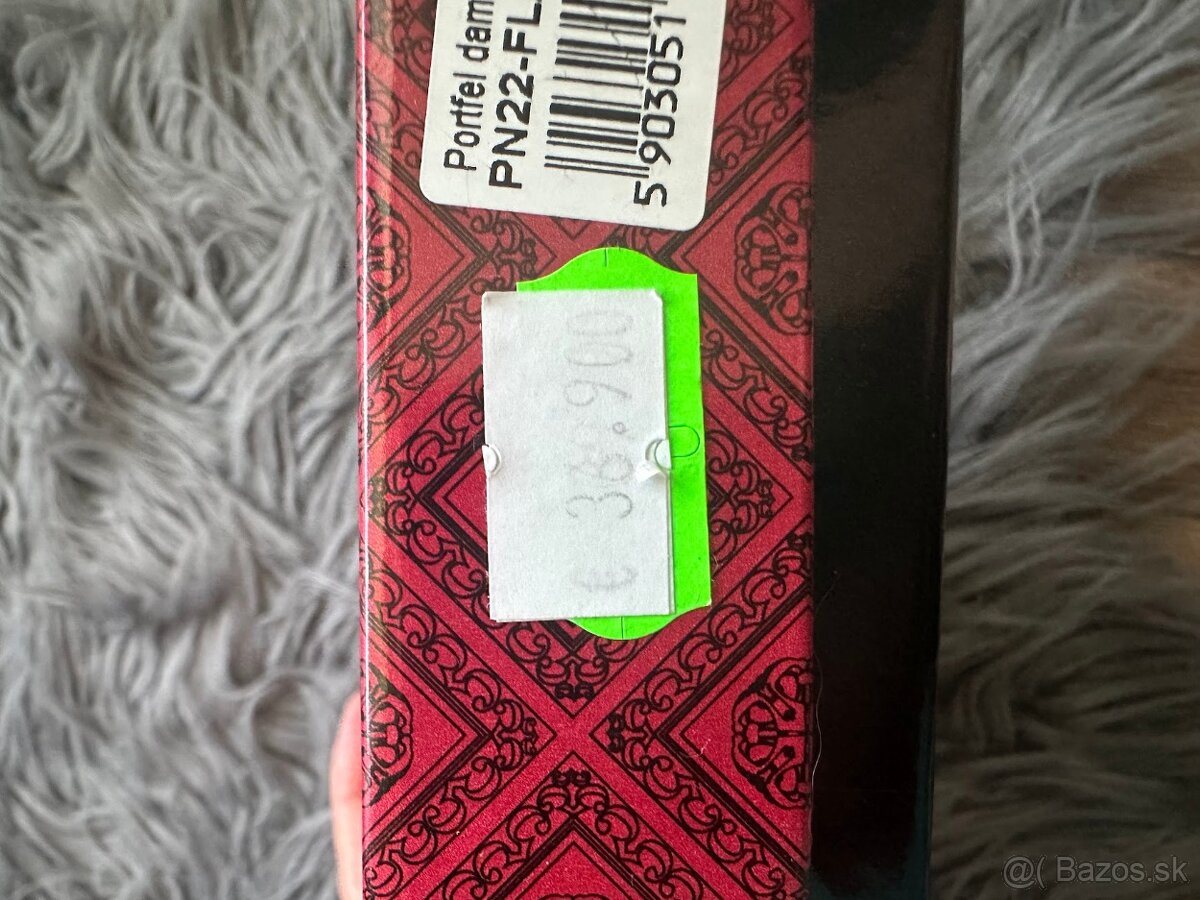 Portfel dam
PN22-FL
5 903051
€ 38.900
@( Bazos.sk